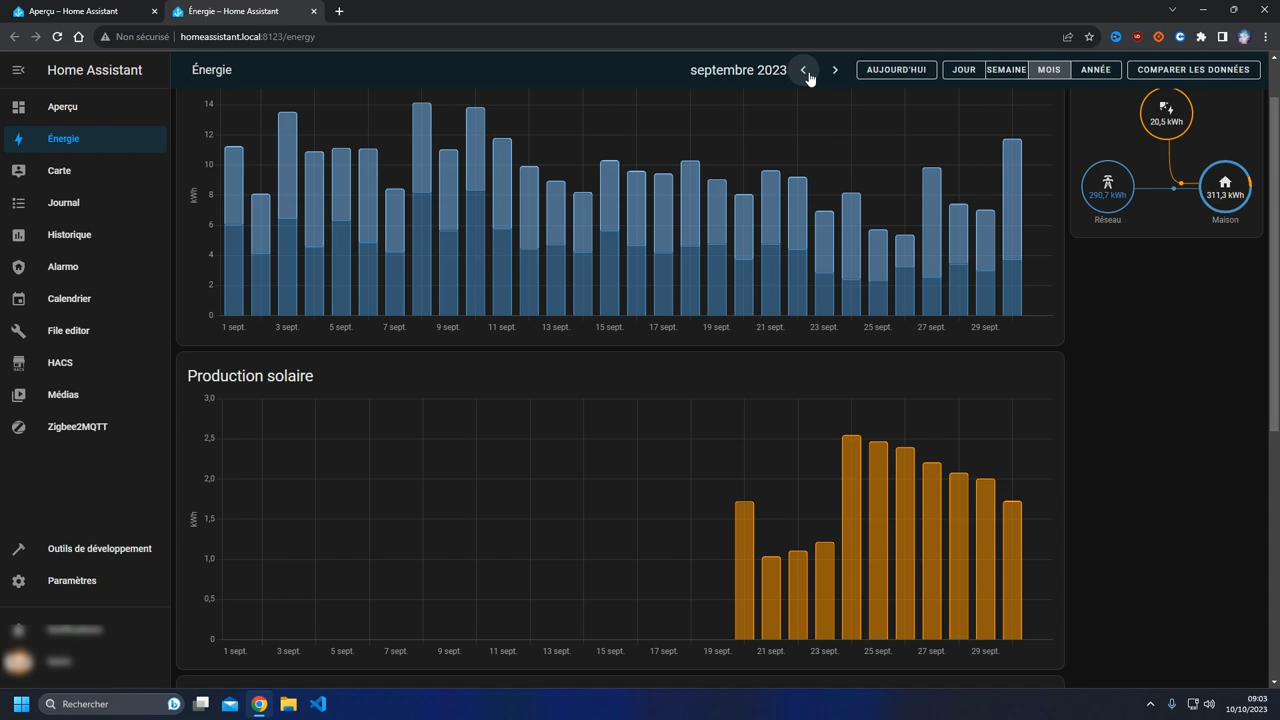 Aperçu – Home Assistant
Énergie – Home Assistant
Non sécurisé
homeassistant.local:8123/energy
Home Assistant
Énergie
septembre 2023
AUJOURD'HUI
JOUR
SEMAINE
MOIS
ANNÉE
COMPARER LES DONNÉES
Aperçu
Énergie
Carte
Journal
Historique
Alarmo
Calendrier
File editor
HACS
HACS
Médias
Zigbee2MQTT
Outils de développement
Paramètres
14
12
10
8
6
4
2
0
kWh
1 sept.
3 sept.
5 sept.
7 sept.
9 sept.
11 sept.
13 sept.
15 sept.
17 sept.
19 sept.
21 sept.
23 sept.
25 sept.
27 sept.
29 sept.
20,5 kWh
290,7 kWh
311,3 kWh
Réseau
Maison
Production solaire
3,0
2,5
2,0
1,5
1,0
0,5
0
kWh
1 sept.
3 sept.
5 sept.
7 sept.
9 sept.
11 sept.
13 sept.
15 sept.
17 sept.
19 sept.
21 sept.
23 sept.
25 sept.
27 sept.
29 sept.
Rechercher
09:03
10/10/2023